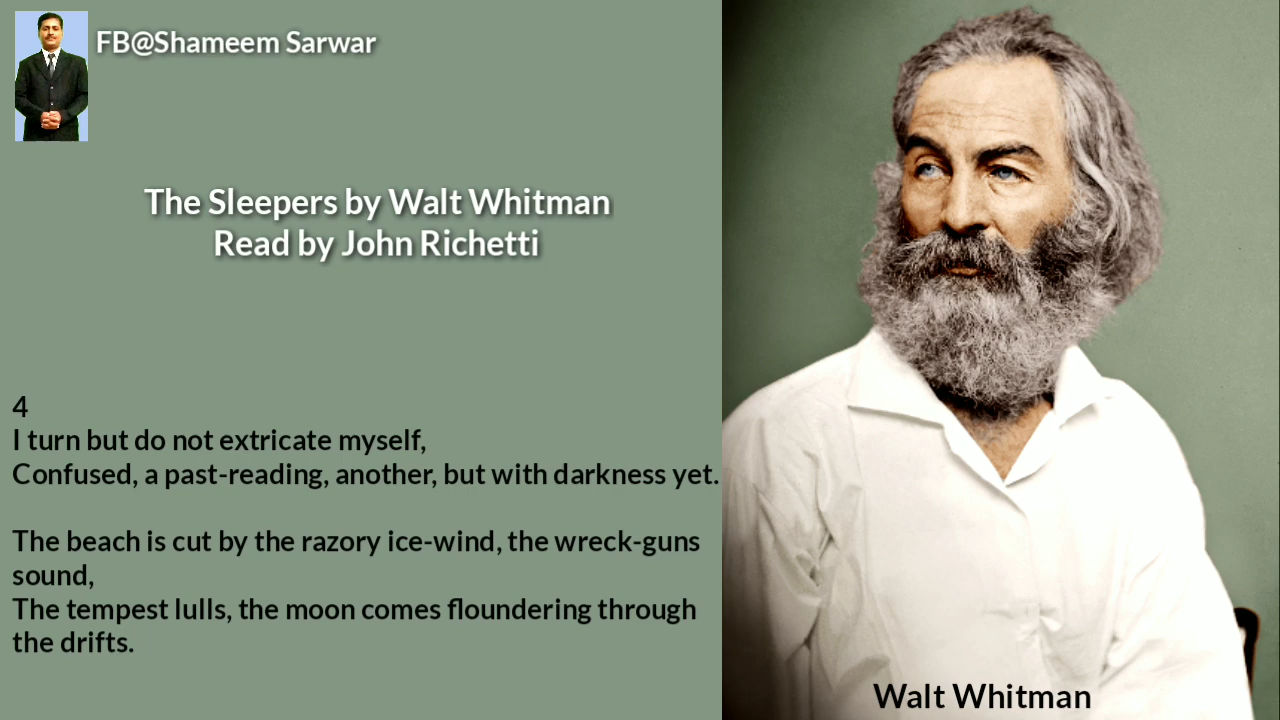 FB@Shameem Sarwar
The Sleepers by Walt Whitman
Read by John Richetti
4
I turn but do not extricate myself,
Confused, a past-reading, another, but with darkness yet.
The beach is cut by the razory ice-wind, the wreck-guns
sound,
The tempest lulls, the moon comes floundering through
the drifts.
Walt Whitman